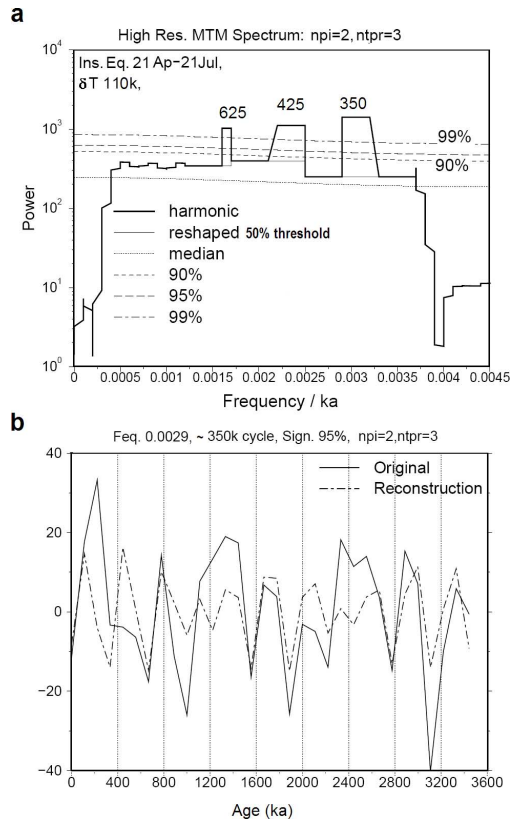 a
High Res. MTM Spectrum: npi=2,ntpr=3
Ins. Eq. 21 Ap-21Jul,
δT 110k,
10⁴
10³
10²
10¹
10⁰
Power
625
425
350
99%
90%
harmonic
reshaped 50% threshold
median
90%
95%
99%
0 0.0005 0.001 0.0015 0.002 0.0025 0.003 0.0035 0.004 0.0045
Frequency / ka
b
Feq. 0.0029, ~ 350k cycle, Sign. 95%, npi=2,ntpr=3
40
20
0
−20
−40
Original
Reconstruction
0 400 800 1200 1600 2000 2400 2800 3200 3600
Age (ka)